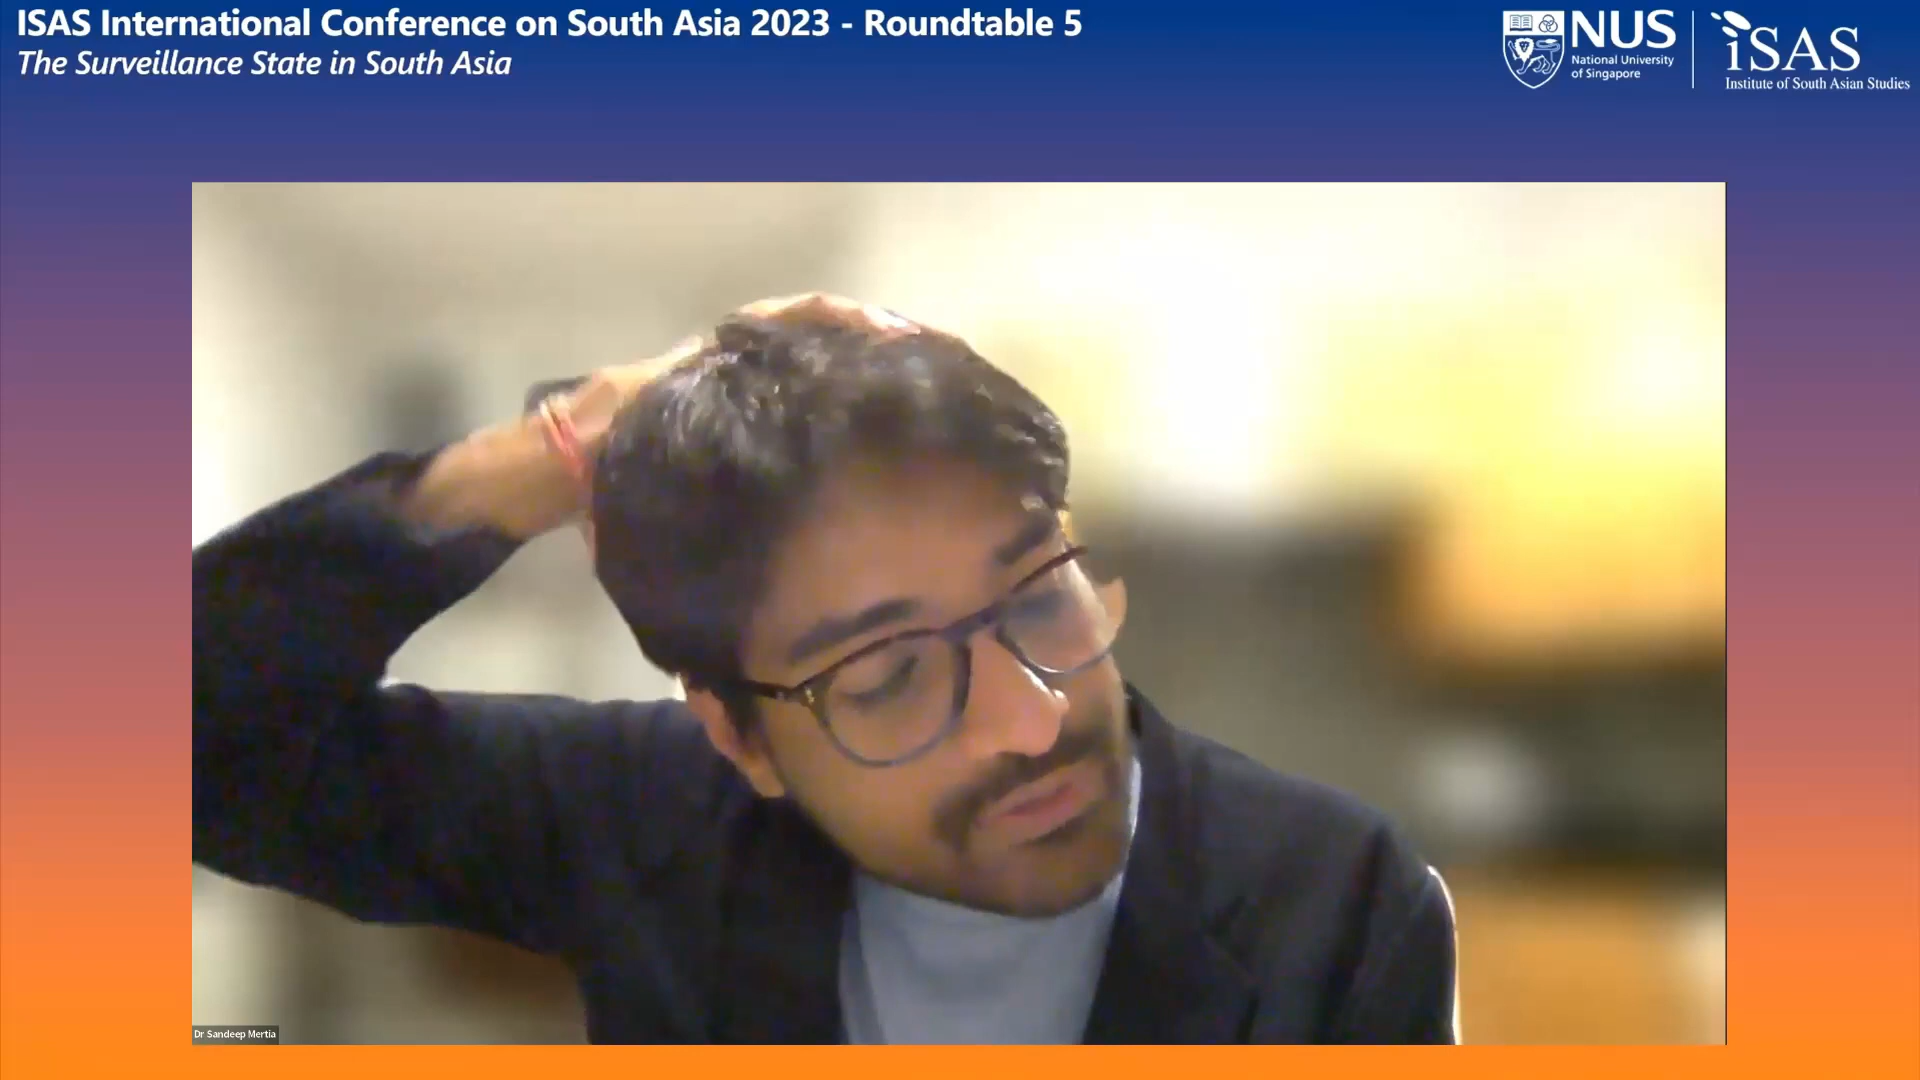 ISAS International Conference on South Asia 2023 - Roundtable 5
The Surveillance State in South Asia
NUS
National University
of Singapore
iSAS
Institute of South Asian Studies
Dr Sandeep Mertia